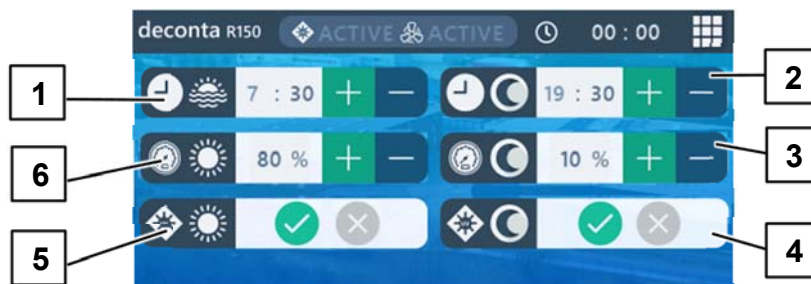 deconta R150 ACTIVE ACTIVE 00 : 00
1 7 : 30 + − 19 : 30 + − 2
6 80 % + − 10 % + − 3
5 4